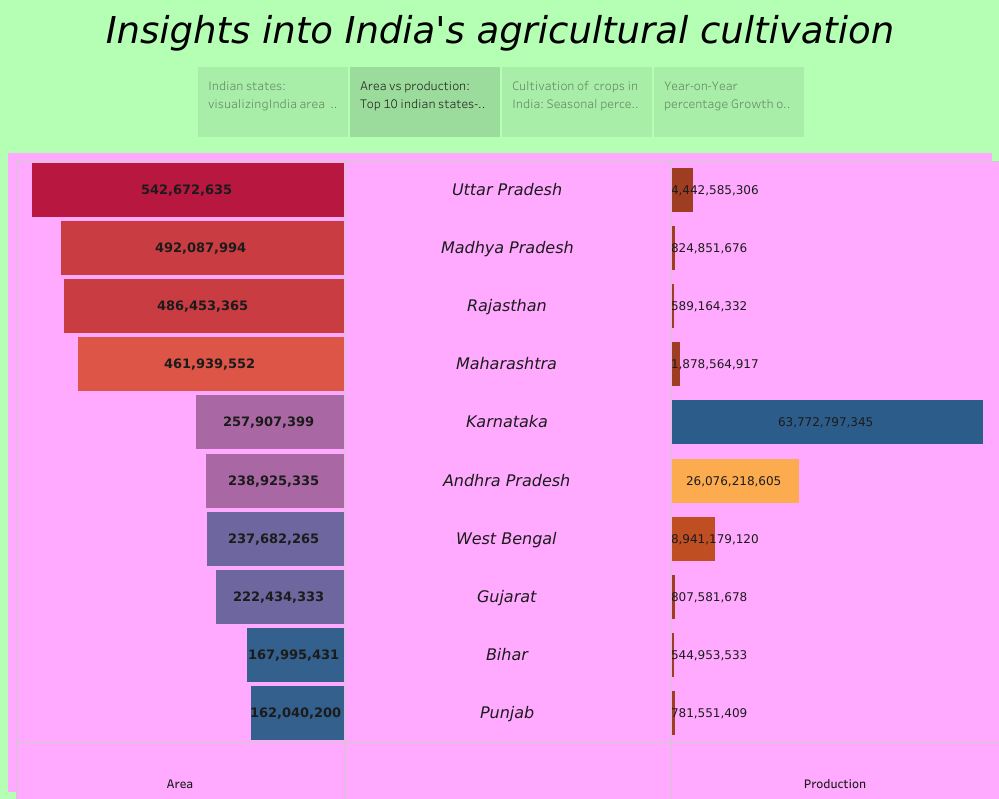 Insights into India's agricultural cultivation
Indian states:
visualizingIndia area ..
Area vs production:
Top 10 indian states-..
Cultivation of crops in
India: Seasonal perce..
Year-on-Year
percentage Growth o..
542,672,635 Uttar Pradesh 4,442,585,306
492,087,994 Madhya Pradesh 824,851,676
486,453,365 Rajasthan 589,164,332
461,939,552 Maharashtra 1,878,564,917
257,907,399 Karnataka 63,772,797,345
238,925,335 Andhra Pradesh 26,076,218,605
237,682,265 West Bengal 8,941,179,120
222,434,333 Gujarat 807,581,678
167,995,431 Bihar 544,953,533
162,040,200 Punjab 781,551,409
Area Production